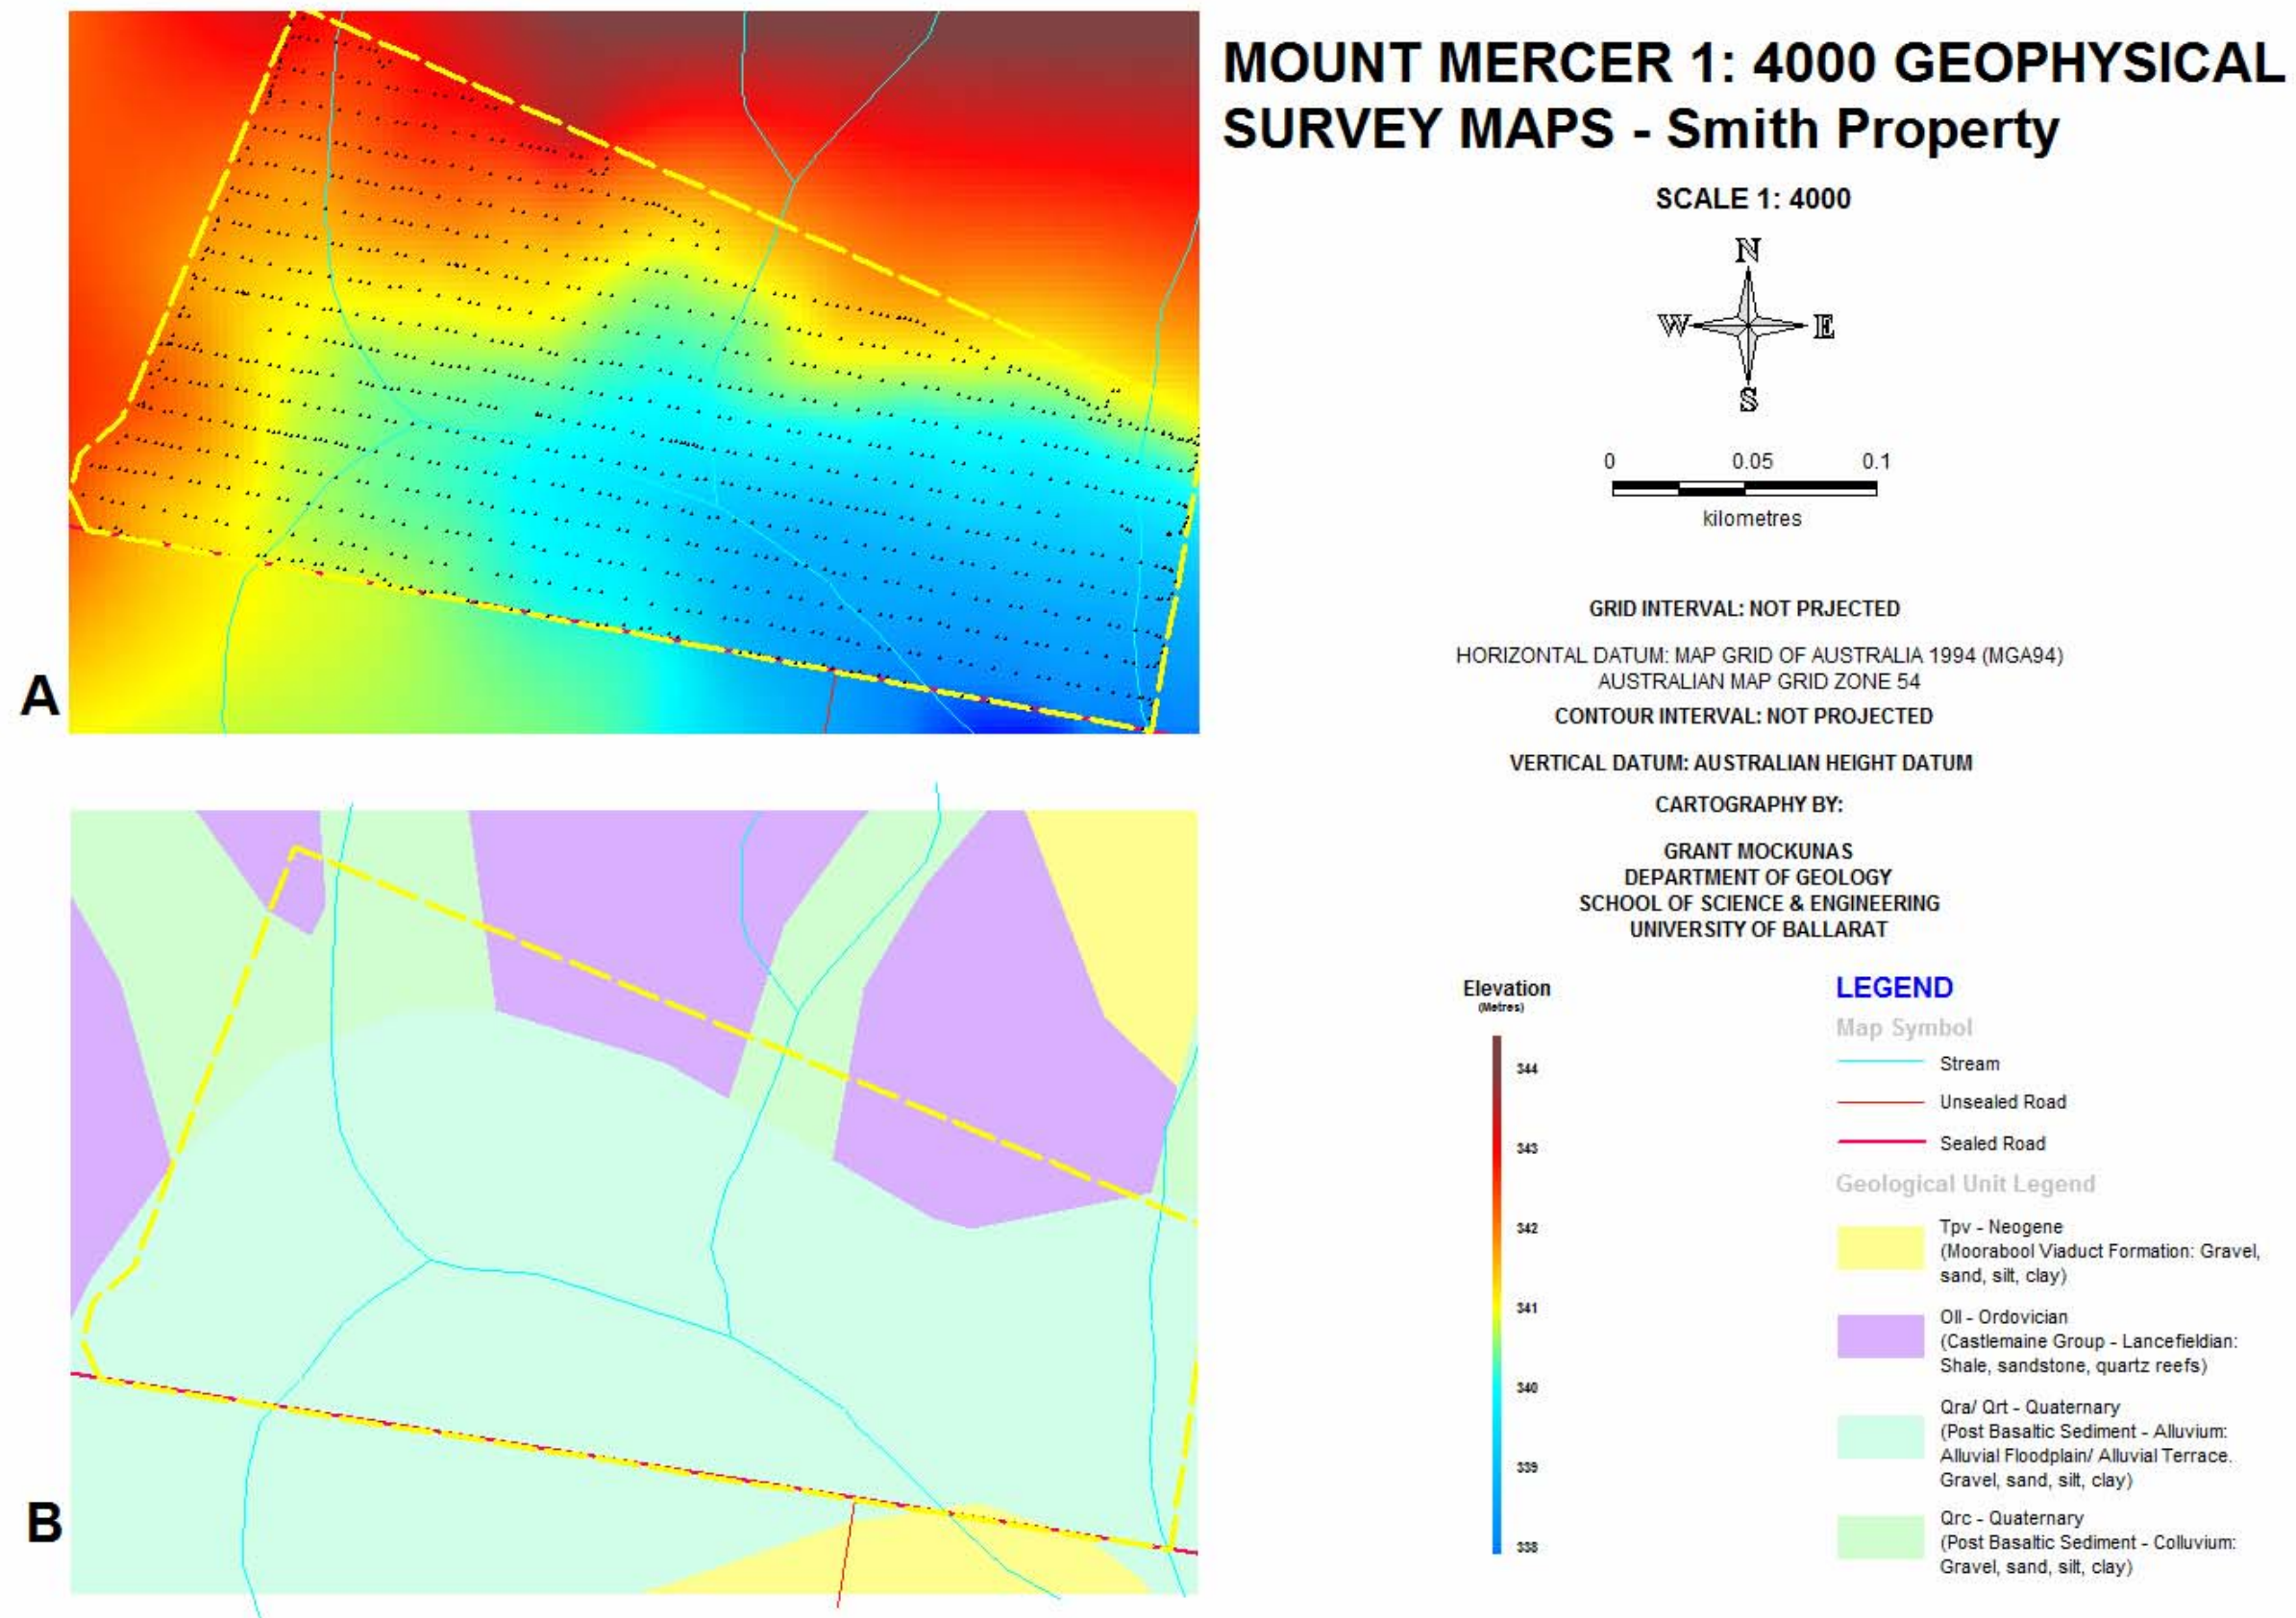 MOUNT MERCER 1: 4000 GEOPHYSICAL
SURVEY MAPS - Smith Property
SCALE 1: 4000
N
W E
S
0 0.05 0.1
kilometres
GRID INTERVAL: NOT PRJECTED
HORIZONTAL DATUM: MAP GRID OF AUSTRALIA 1994 (MGA94)
AUSTRALIAN MAP GRID ZONE 54
CONTOUR INTERVAL: NOT PROJECTED
VERTICAL DATUM: AUSTRALIAN HEIGHT DATUM
CARTOGRAPHY BY:
GRANT MOCKUNAS
DEPARTMENT OF GEOLOGY
SCHOOL OF SCIENCE & ENGINEERING
UNIVERSITY OF BALLARAT
A
B
Elevation
(Metres)
344
343
342
341
340
339
338
LEGEND
Map Symbol
Stream
Unsealed Road
Sealed Road
Geological Unit Legend
Tpv - Neogene
(Moorabool Viaduct Formation: Gravel,
sand, silt, clay)
Oll - Ordovician
(Castlemaine Group - Lancefieldian:
Shale, sandstone, quartz reefs)
Qra/ Qrt - Quaternary
(Post Basaltic Sediment - Alluvium:
Alluvial Floodplain/ Alluvial Terrace.
Gravel, sand, silt, clay)
Qrc - Quaternary
(Post Basaltic Sediment - Colluvium:
Gravel, sand, silt, clay)